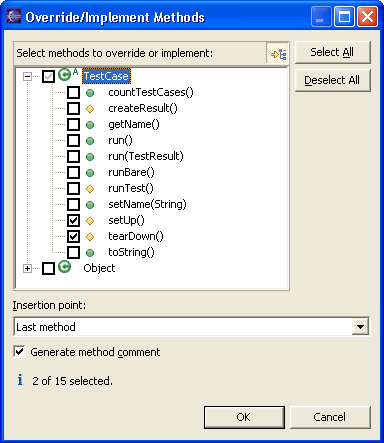 Override/Implement Methods
Select methods to override or implement:
Select All
Deselect All
TestCase
countTestCases()
createResult()
getName()
run()
run(TestResult)
runBare()
runTest()
setName(String)
setUp()
tearDown()
toString()
Object
Insertion point:
Last method
Generate method comment
2 of 15 selected.
OK
Cancel